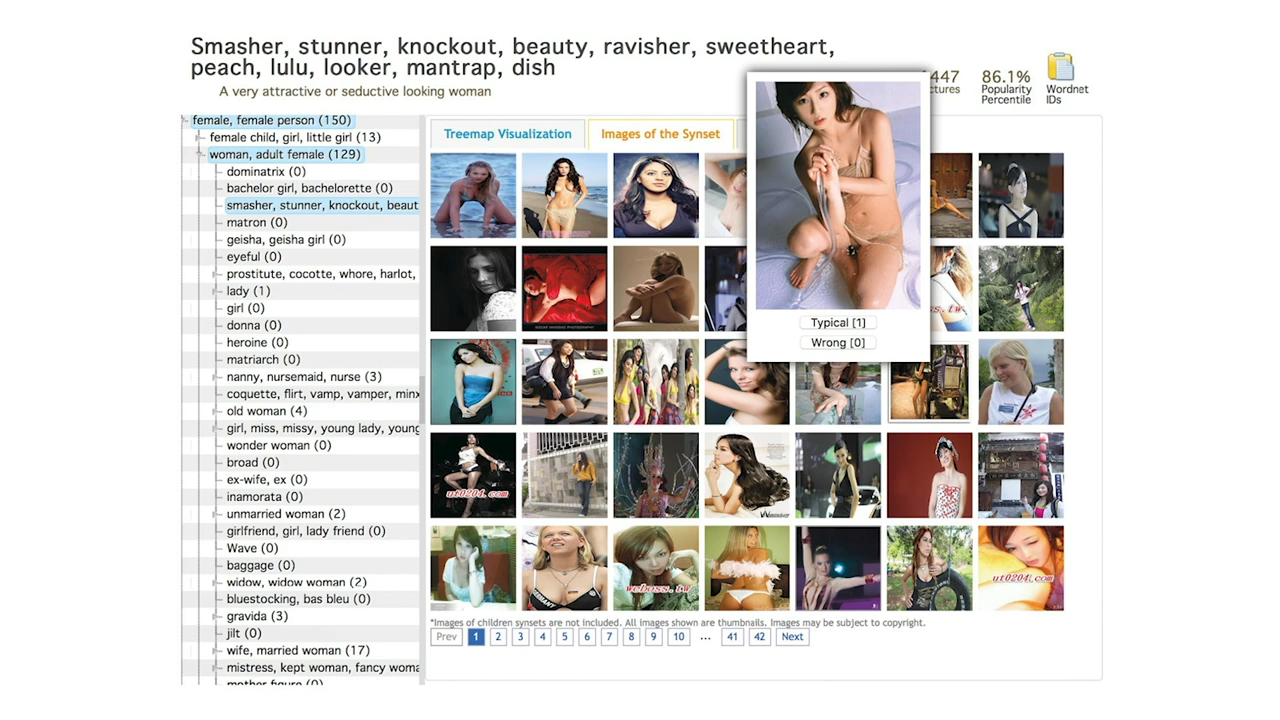 Smasher, stunner, knockout, beauty, ravisher, sweetheart,
peach, lulu, looker, mantrap, dish
A very attractive or seductive looking woman
447
ctures
86.1%
Popularity
Percentile
Wordnet
IDs
female, female person (150)
female child, girl, little girl (13)
woman, adult female (129)
dominatrix (0)
bachelor girl, bachelorette (0)
smasher, stunner, knockout, beaut
matron (0)
geisha, geisha girl (0)
eyeful (0)
prostitute, cocotte, whore, harlot,
lady (1)
girl (0)
donna (0)
heroine (0)
matriarch (0)
nanny, nursemaid, nurse (3)
coquette, flirt, vamp, vamper, minx
old woman (4)
girl, miss, missy, young lady, young
wonder woman (0)
broad (0)
ex-wife, ex (0)
inamorata (0)
unmarried woman (2)
girlfriend, girl, lady friend (0)
Wave (0)
baggage (0)
widow, widow woman (2)
bluestocking, bas bleu (0)
gravida (3)
jilt (0)
wife, married woman (17)
mistress, kept woman, fancy woma
mother figure (0)
Treemap Visualization
Images of the Synset
Typical [1]
Wrong [0]
ut0204.com
ut0204.com
*Images of children synsets are not included. All images shown are thumbnails. Images may be subject to copyright.
Prev 1 2 3 4 5 6 7 8 9 10 ... 41 42 Next